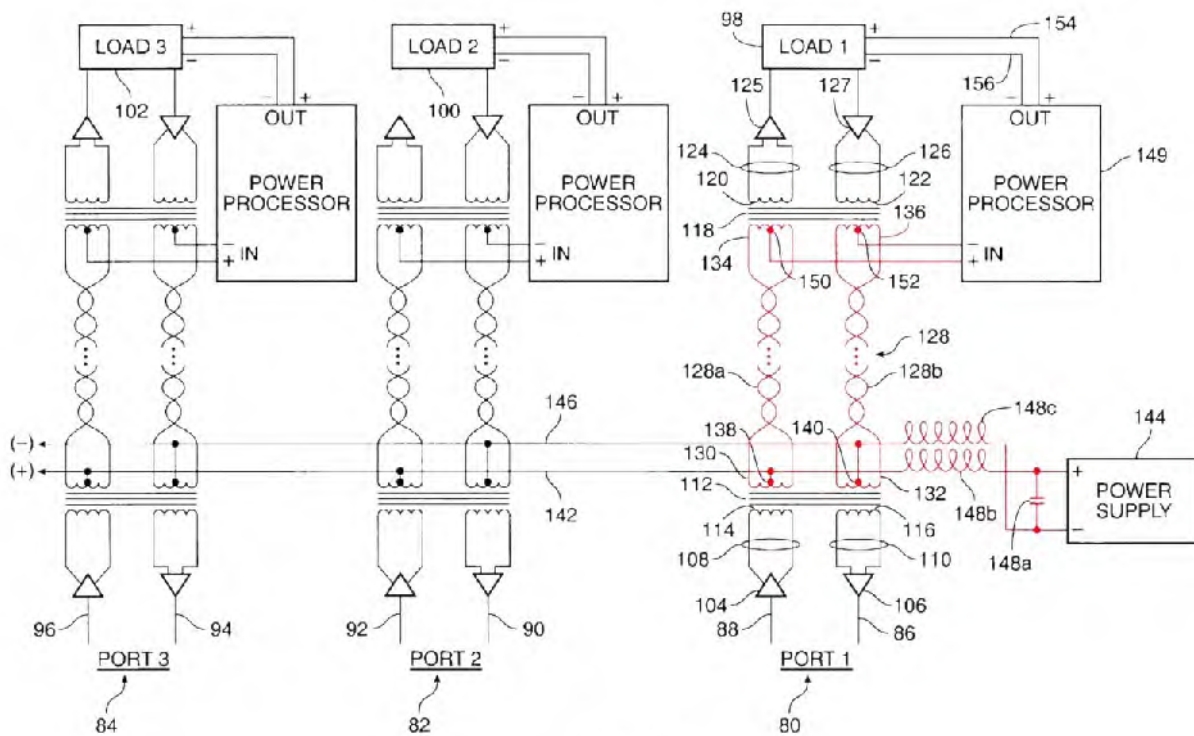 LOAD 3
+
−
102
− +
OUT
POWER
PROCESSOR
−
+
IN
LOAD 2
+
−
100
− +
OUT
POWER
PROCESSOR
−
+
IN
98
LOAD 1
+
−
154
156
125
127
− +
OUT
POWER
PROCESSOR
149
124
126
120
122
118
136
134
−
+
IN
150
152
128
128a
128b
146
138
140
148c
144
(−)
(+)
130
132
112
142
114
116
148b
148a
+
−
POWER
SUPPLY
108
110
104
106
96
94
92
90
88
86
PORT 3
PORT 2
PORT 1
84
82
80